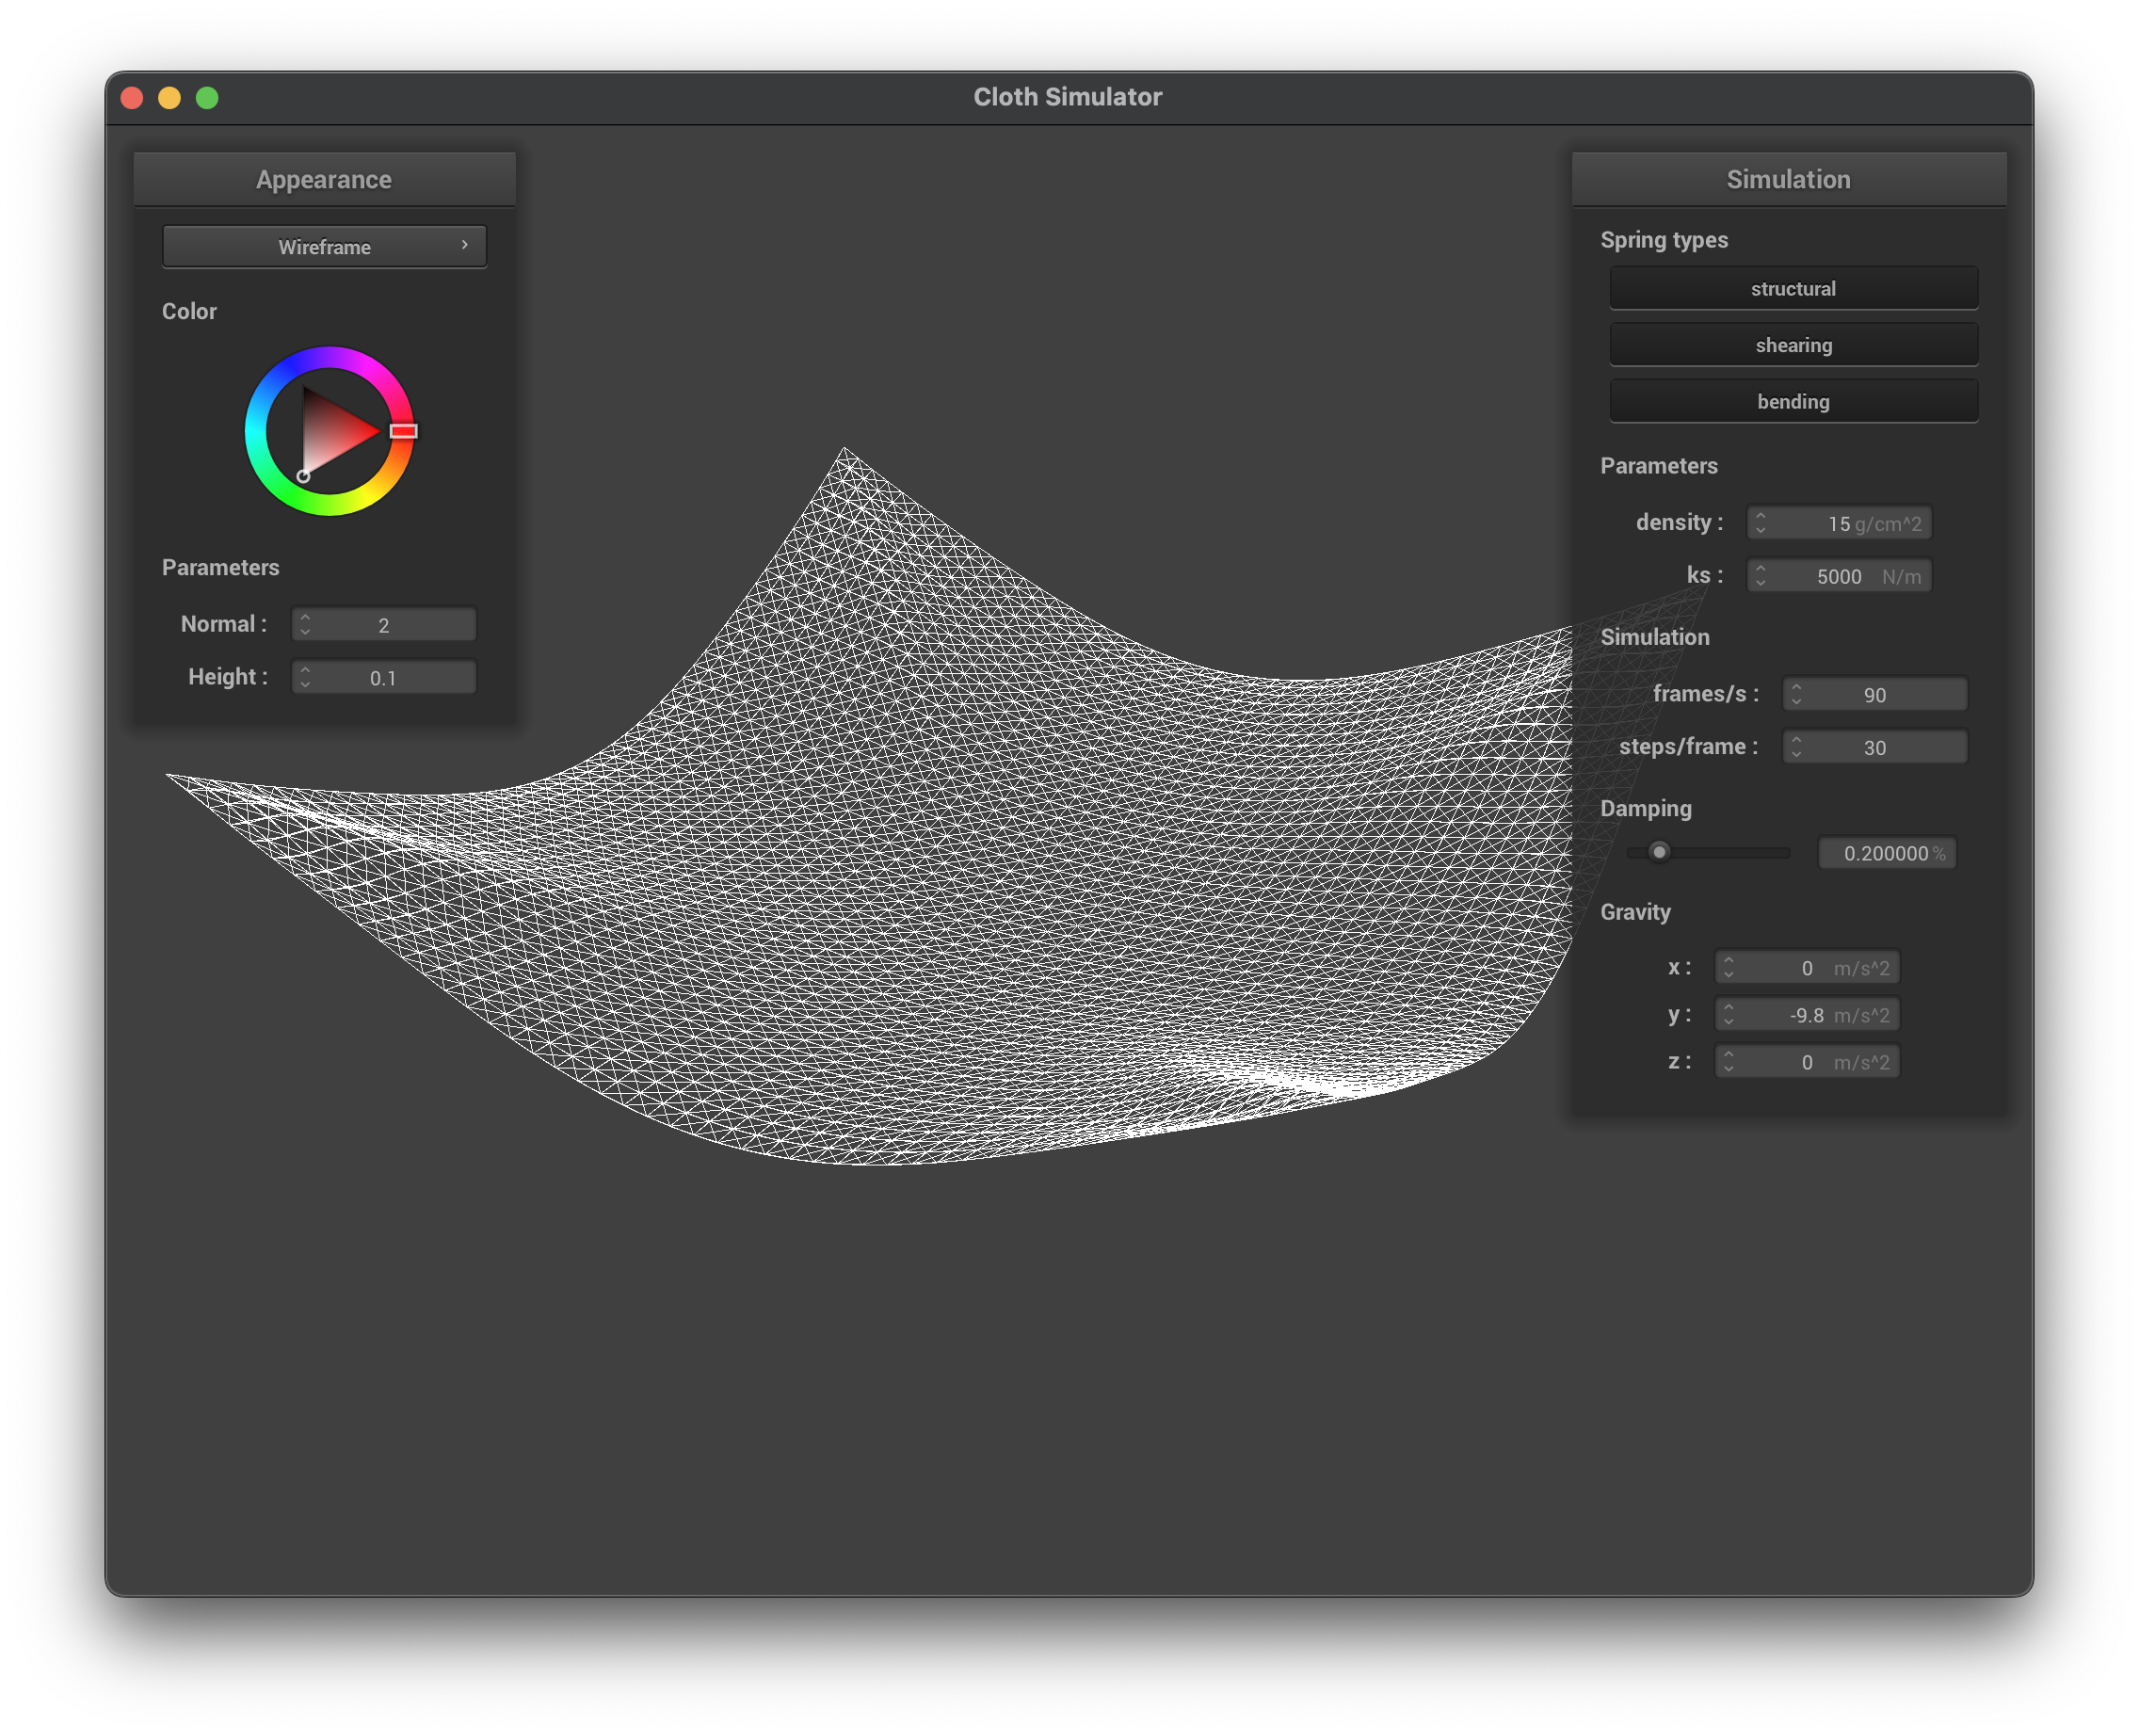 Cloth Simulator
Appearance
Wireframe
Color
Parameters
Normal : 2
Height : 0.1
Simulation
Spring types
structural
shearing
bending
Parameters
density : 15 g/cm^2
ks : 5000 N/m
Simulation
frames/s : 90
steps/frame : 30
Damping
0.200000 %
Gravity
x : 0 m/s^2
y : -9.8 m/s^2
z : 0 m/s^2